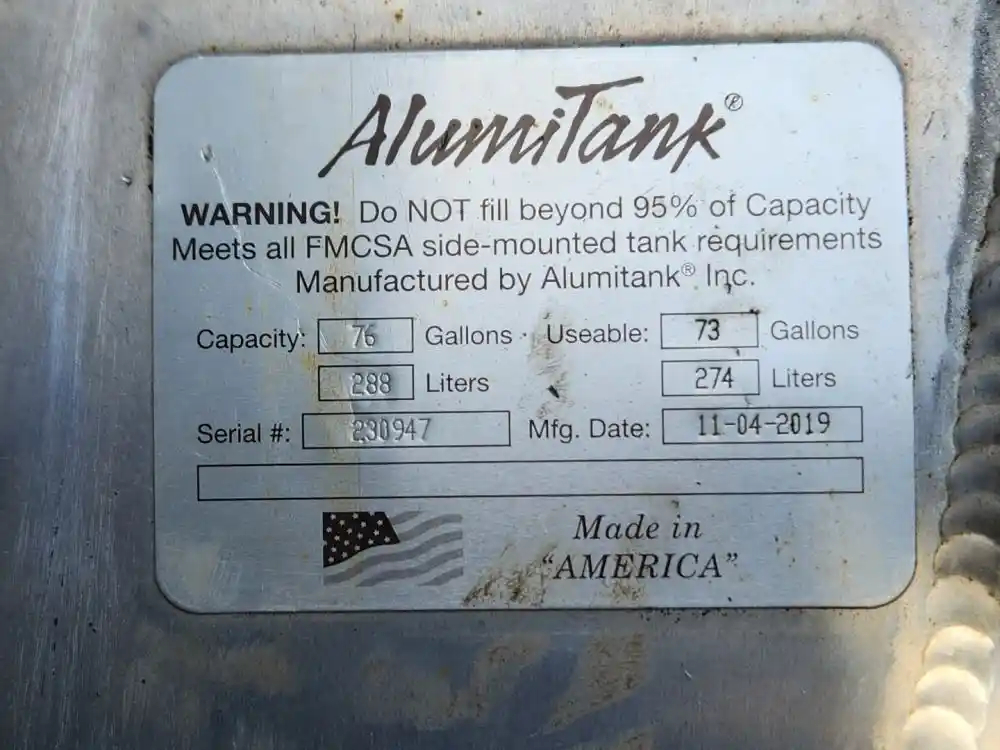 AlumiTank®
WARNING! Do NOT fill beyond 95% of Capacity
Meets all FMCSA side-mounted tank requirements
Manufactured by Alumitank® Inc.
Capacity: 76 Gallons Useable: 73 Gallons
288 Liters 274 Liters
Serial #: 230947 Mfg. Date: 11-04-2019
Made in
“AMERICA”